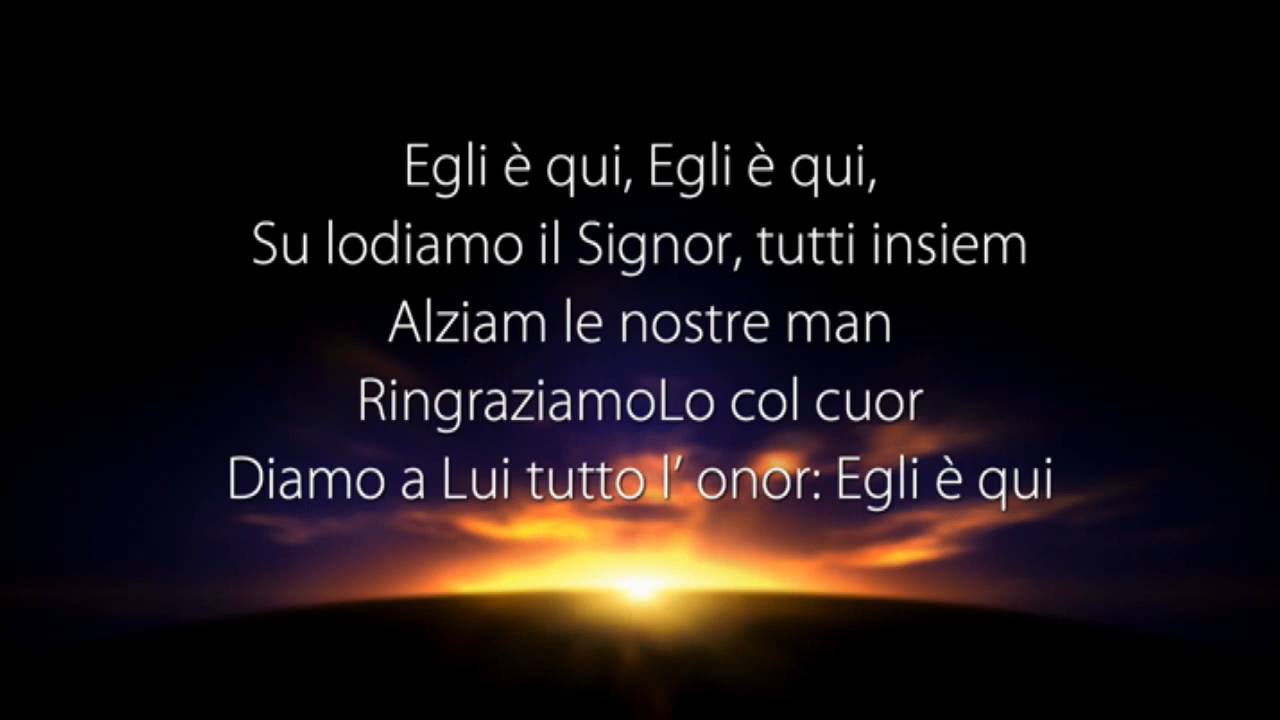 Egli è qui, Egli è qui,
Su lodiamo il Signor, tutti insiem
Alziam le nostre man
RingraziamoLo col cuor
Diamo a Lui tutto l’ onor: Egli è qui